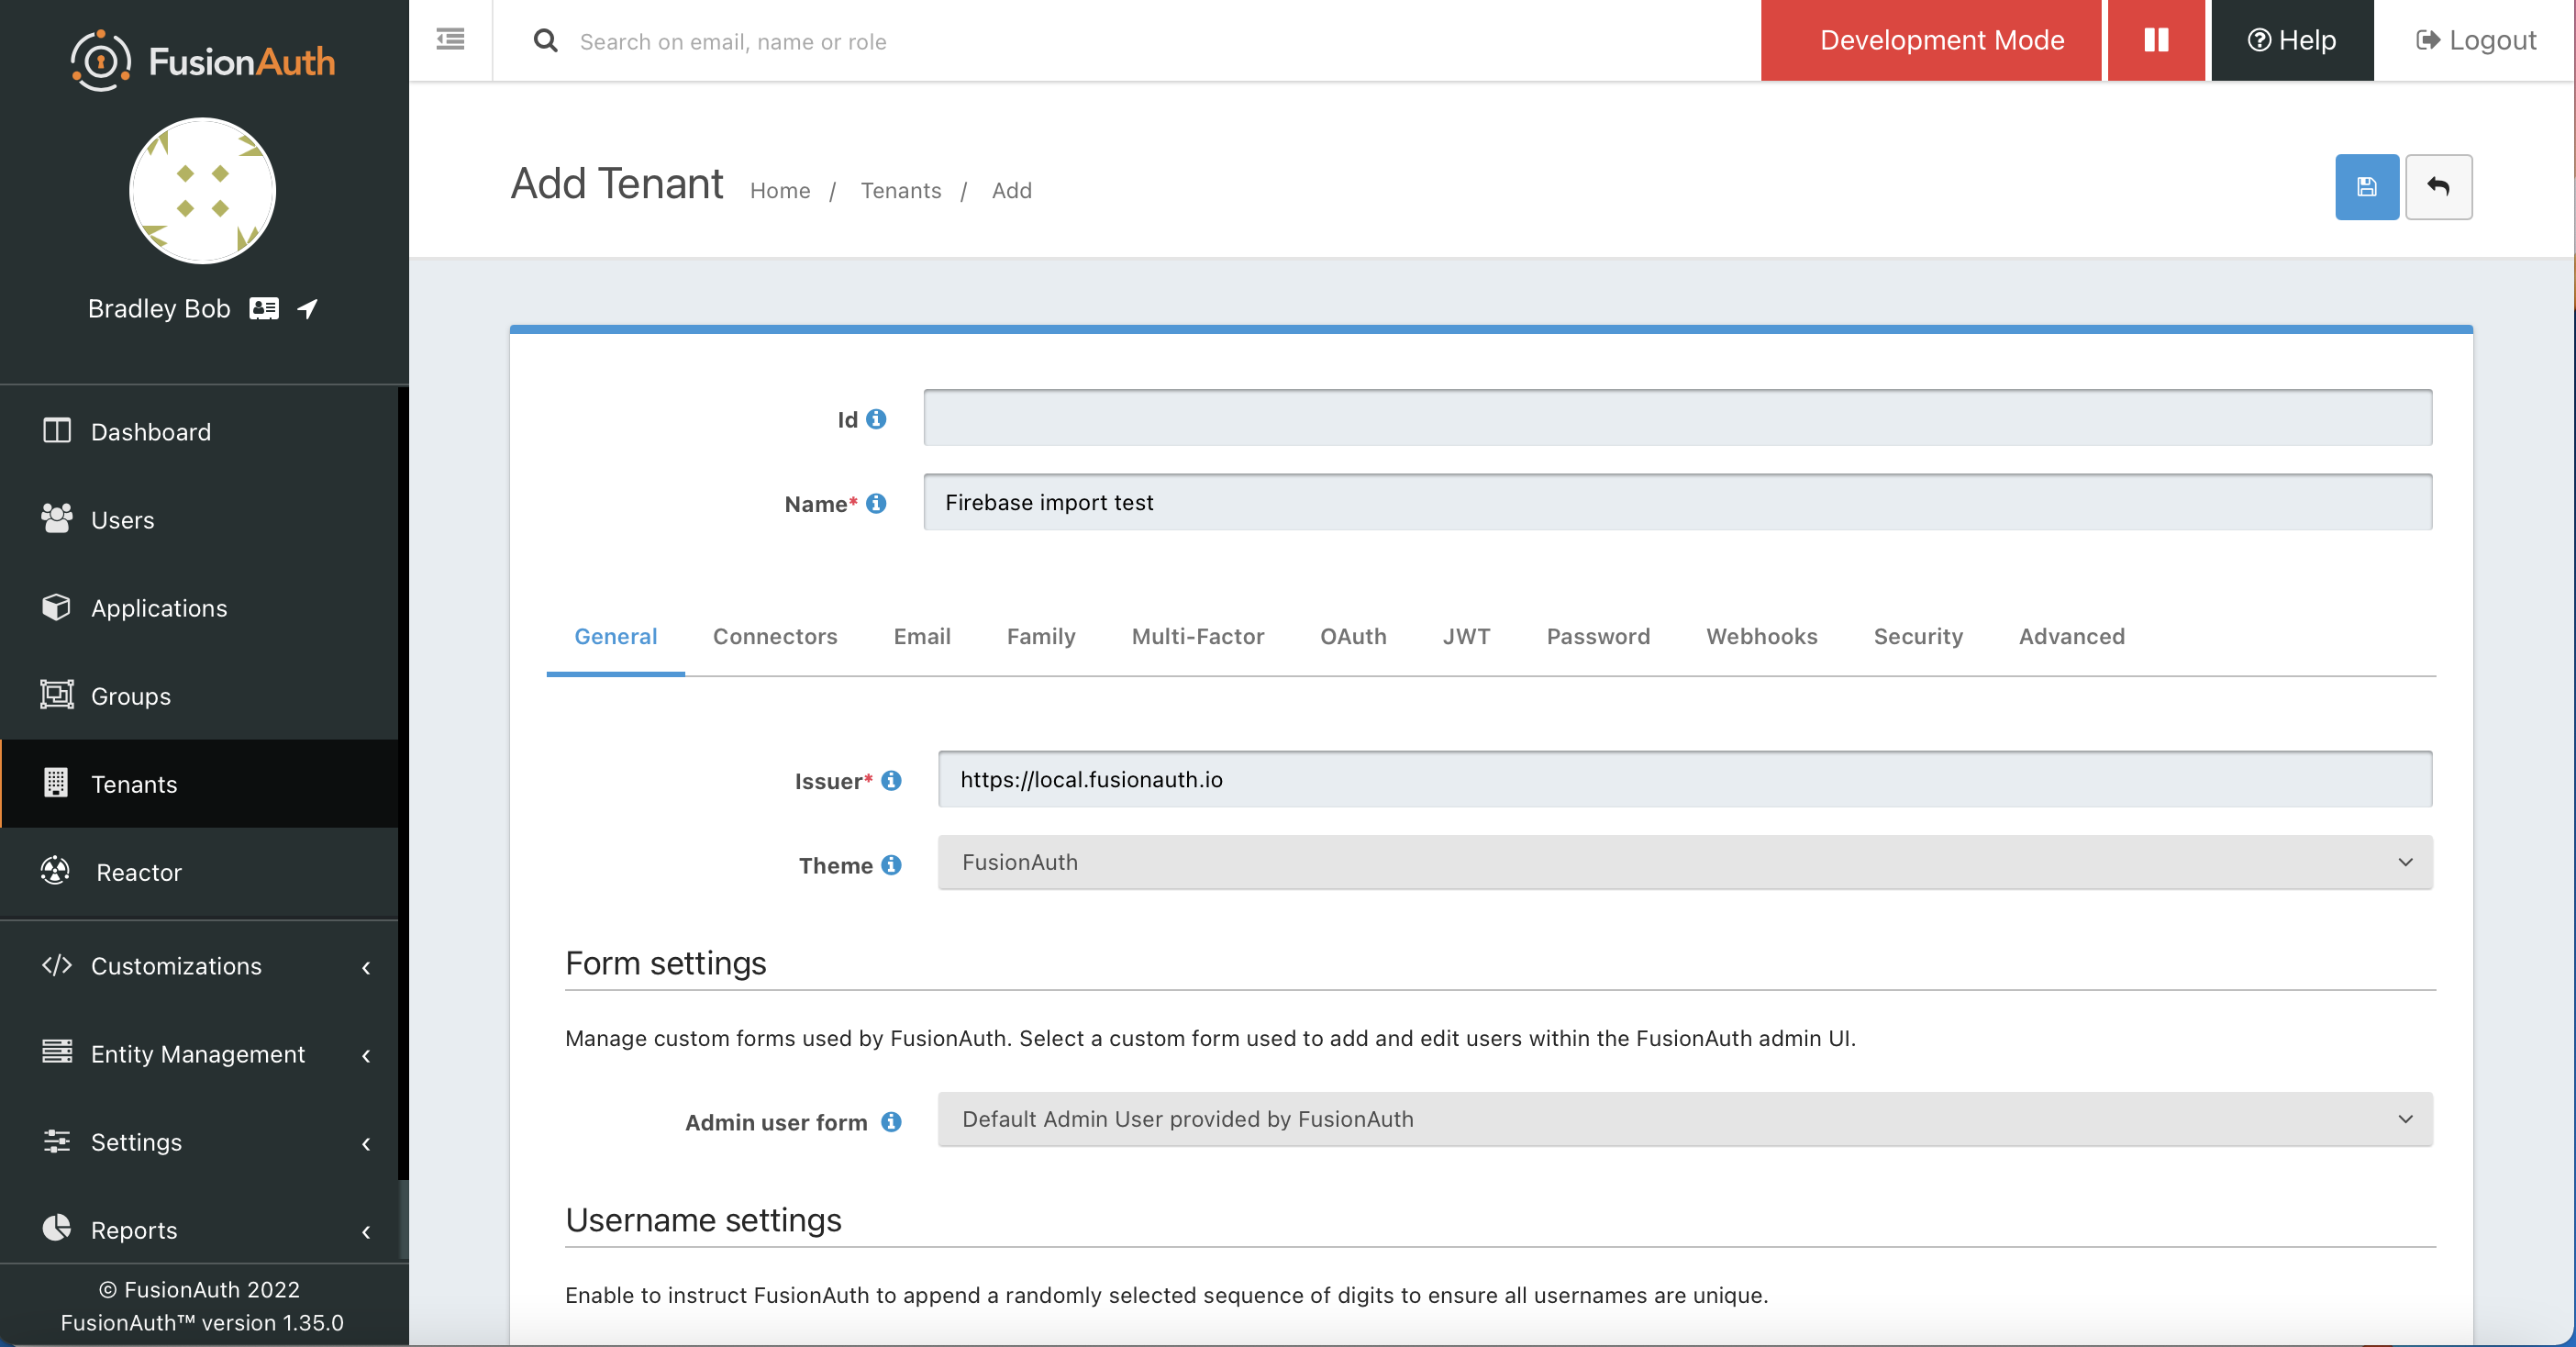 FusionAuth
Search on email, name or role
Development Mode
Help
Logout
Bradley Bob
Dashboard
Users
Applications
Groups
Tenants
Reactor
Customizations
Entity Management
Settings
Reports
© FusionAuth 2022
FusionAuth™ version 1.35.0
Add Tenant Home / Tenants / Add
Id
Name* Firebase import test
General Connectors Email Family Multi-Factor OAuth JWT Password Webhooks Security Advanced
Issuer* https://local.fusionauth.io
Theme FusionAuth
Form settings
Manage custom forms used by FusionAuth. Select a custom form used to add and edit users within the FusionAuth admin UI.
Admin user form Default Admin User provided by FusionAuth
Username settings
Enable to instruct FusionAuth to append a randomly selected sequence of digits to ensure all usernames are unique.